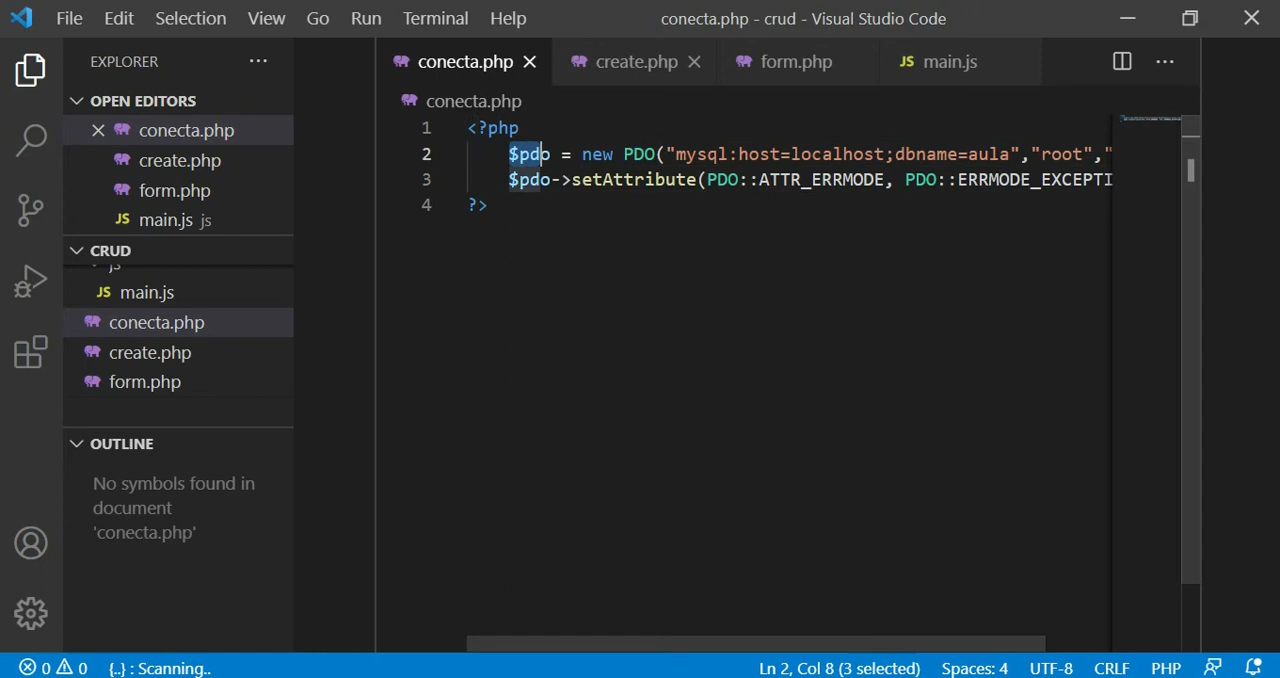 File Edit Selection View Go Run Terminal Help conecta.php - crud - Visual Studio Code
EXPLORER
OPEN EDITORS
conecta.php
create.php
form.php
JS main.js js
CRUD
js
JS main.js
conecta.php
create.php
form.php
OUTLINE
No symbols found in
document
'conecta.php'
conecta.php create.php form.php JS main.js
conecta.php
1 <?php
2 $pdo = new PDO("mysql:host=localhost;dbname=aula","root","
3 $pdo->setAttribute(PDO::ATTR_ERRMODE, PDO::ERRMODE_EXCEPTI
4 ?>
0 0 {..} : Scanning.. Ln 2, Col 8 (3 selected) Spaces: 4 UTF-8 CRLF PHP